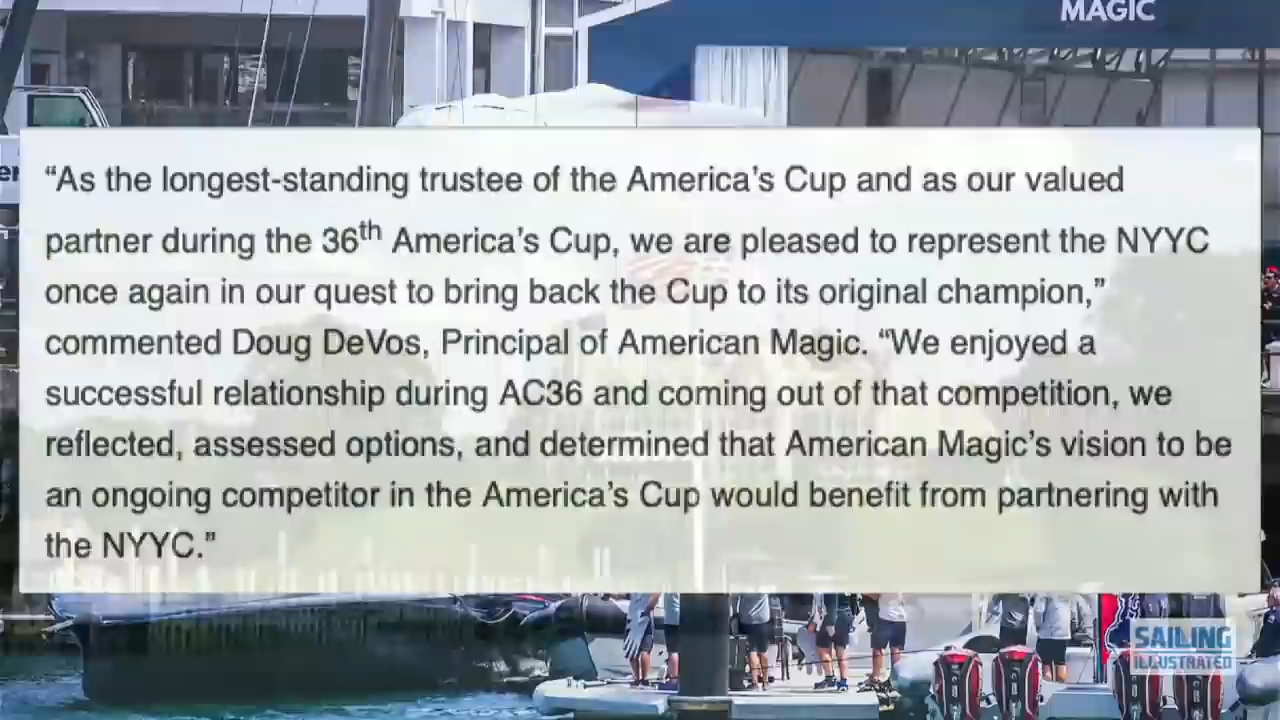 MAGIC
er
“As the longest-standing trustee of the America’s Cup and as our valued
partner during the 36th America’s Cup, we are pleased to represent the NYYC
once again in our quest to bring back the Cup to its original champion,”
commented Doug DeVos, Principal of American Magic. “We enjoyed a
successful relationship during AC36 and coming out of that competition, we
reflected, assessed options, and determined that American Magic’s vision to be
an ongoing competitor in the America’s Cup would benefit from partnering with
the NYYC.”
SAILING
ILLUSTRATED